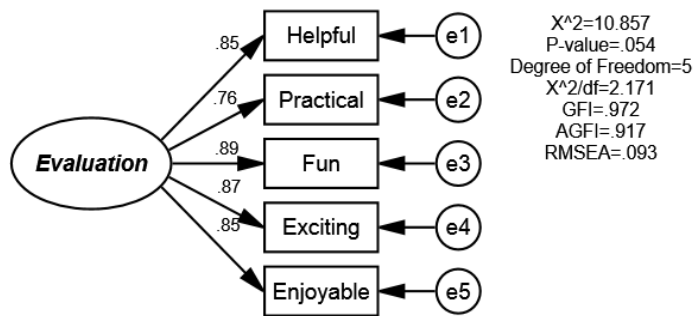 Evaluation
.85
Helpful
e1
.76
Practical
e2
.89
Fun
e3
.87
Exciting
e4
.85
Enjoyable
e5
X^2=10.857
P-value=.054
Degree of Freedom=5
X^2/df=2.171
GFI=.972
AGFI=.917
RMSEA=.093